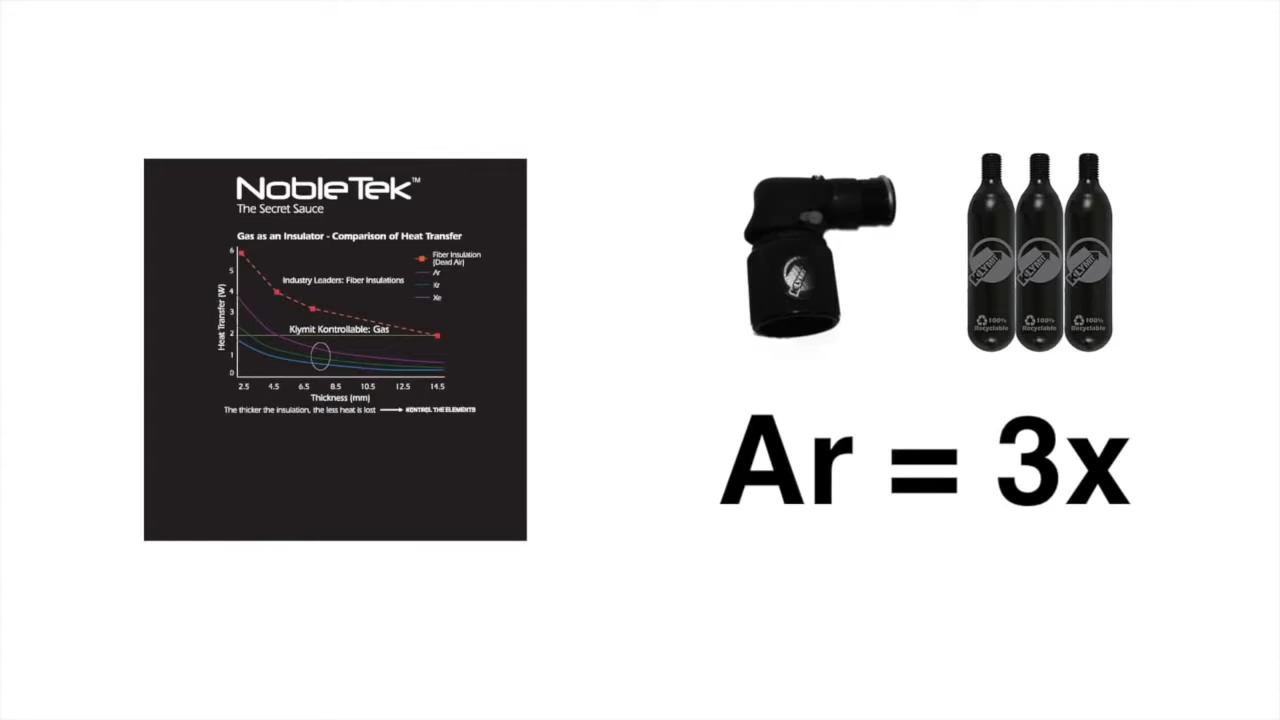 NobleTek™
The Secret Sauce
Gas as an Insulator - Comparison of Heat Transfer
6
5
4
3
2
1
0
Heat Transfer (W)
Industry Leaders: Fiber Insulations
Klymit Kontrollable: Gas
Fiber Insulation
(Dead Air)
Ar
Kr
Xe
2.5 4.5 6.5 8.5 10.5 12.5 14.5
Thickness (mm)
The thicker the insulation, the less heat is lost KONTROL THE ELEMENTS
KLYMIT
KLYMIT KLYMIT KLYMIT
100% 100% 100%
Recyclable Recyclable Recyclable
Ar = 3x